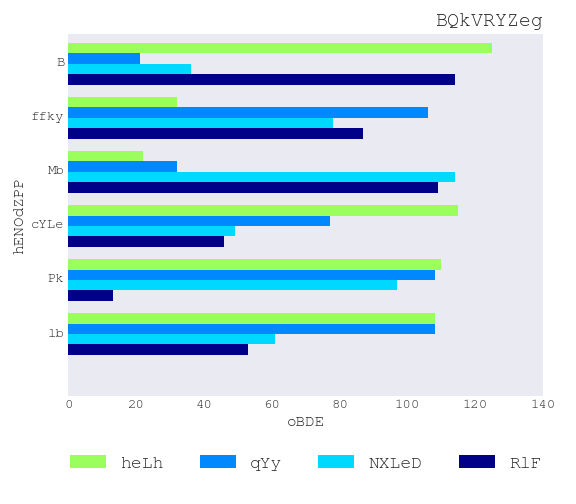 BQkVRYZeg
hENOdZPP
B
ffky
Mb
cYLe
Pk
lb
0 20 40 60 80 100 120 140
oBDE
heLh qYy NXLeD RlF